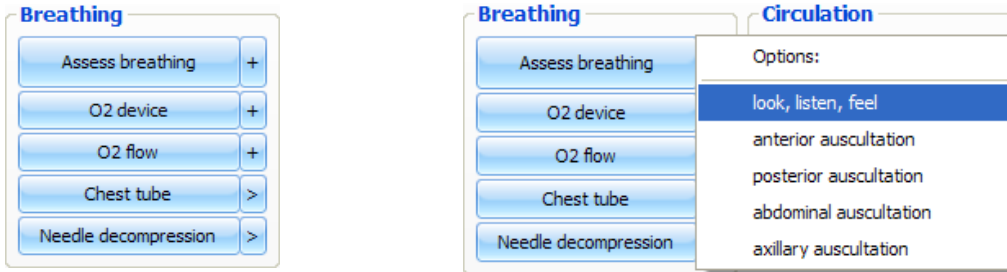 Breathing
Assess breathing +
O2 device +
O2 flow +
Chest tube >
Needle decompression >
Breathing
Assess breathing
O2 device
O2 flow
Chest tube
Needle decompression
Circulation
Options:
look, listen, feel
anterior auscultation
posterior auscultation
abdominal auscultation
axillary auscultation